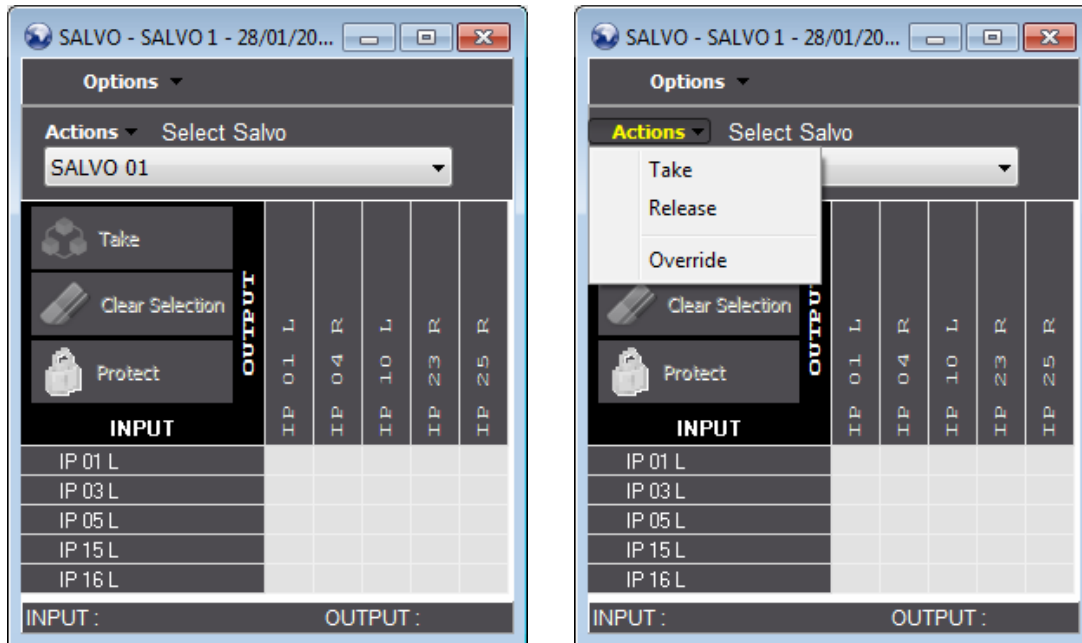 SALVO - SALVO 1 - 28/01/20...
Options
Actions Select Salvo
SALVO 01
Take
Clear Selection
Protect
OUTPUT
INPUT
IP 01 L
IP 04 R
IP 10 L
IP 23 R
IP 25 R
IP 01 L
IP 03 L
IP 05 L
IP 15 L
IP 16 L
INPUT : OUTPUT :
SALVO - SALVO 1 - 28/01/20...
Options
Actions Select Salvo
Take
Release
Override
Clear Selection
Protect
INPUT
IP 01 L
IP 04 R
IP 10 L
IP 23 R
IP 25 R
IP 01 L
IP 03 L
IP 05 L
IP 15 L
IP 16 L
INPUT : OUTPUT :